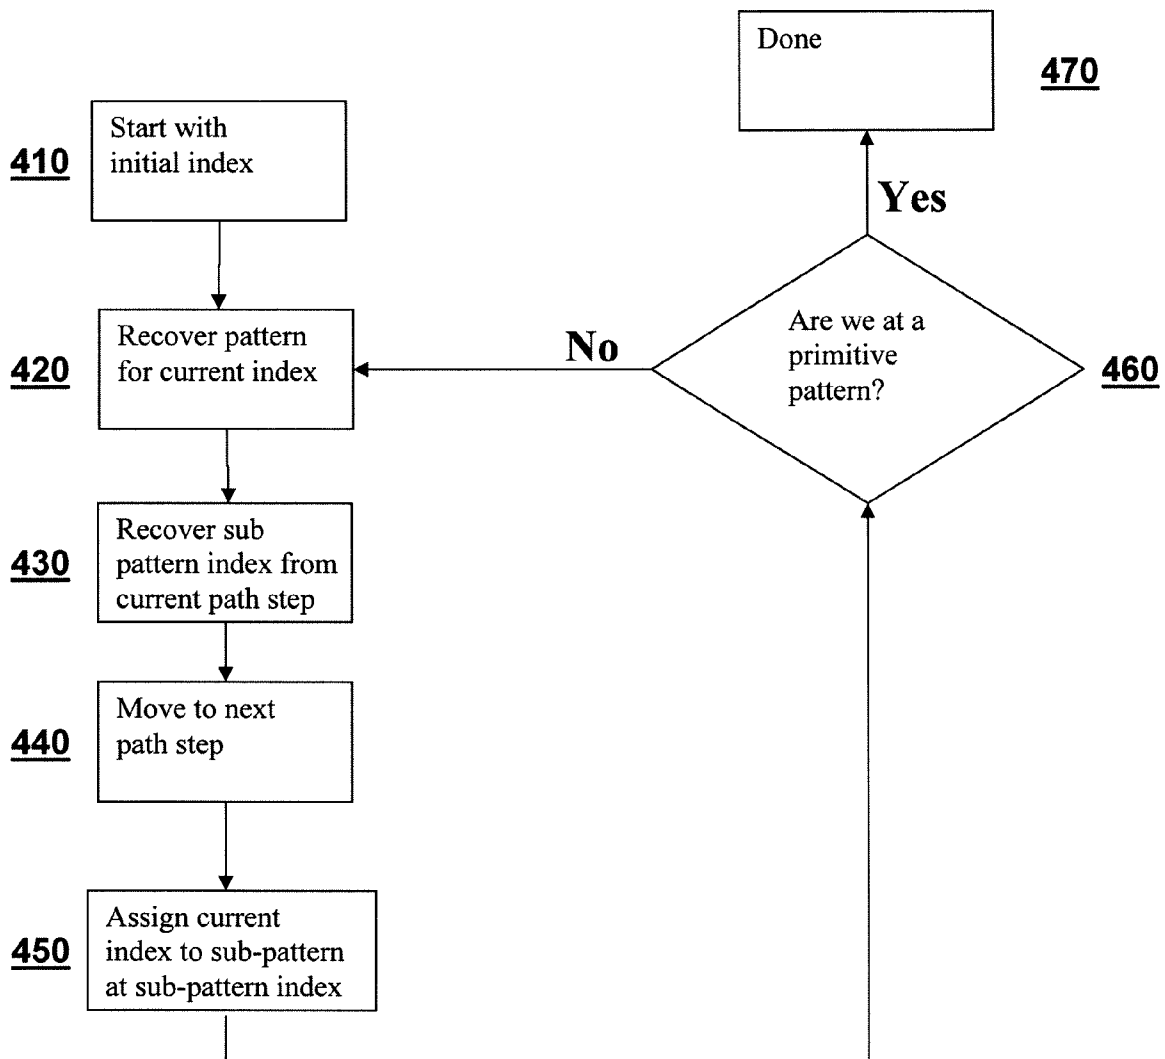 Done
470
Start with
initial index
410
Yes
Recover pattern
for current index
420
No
Are we at a
primitive
pattern?
460
Recover sub
pattern index from
current path step
430
Move to next
path step
440
Assign current
index to sub-pattern
at sub-pattern index
450